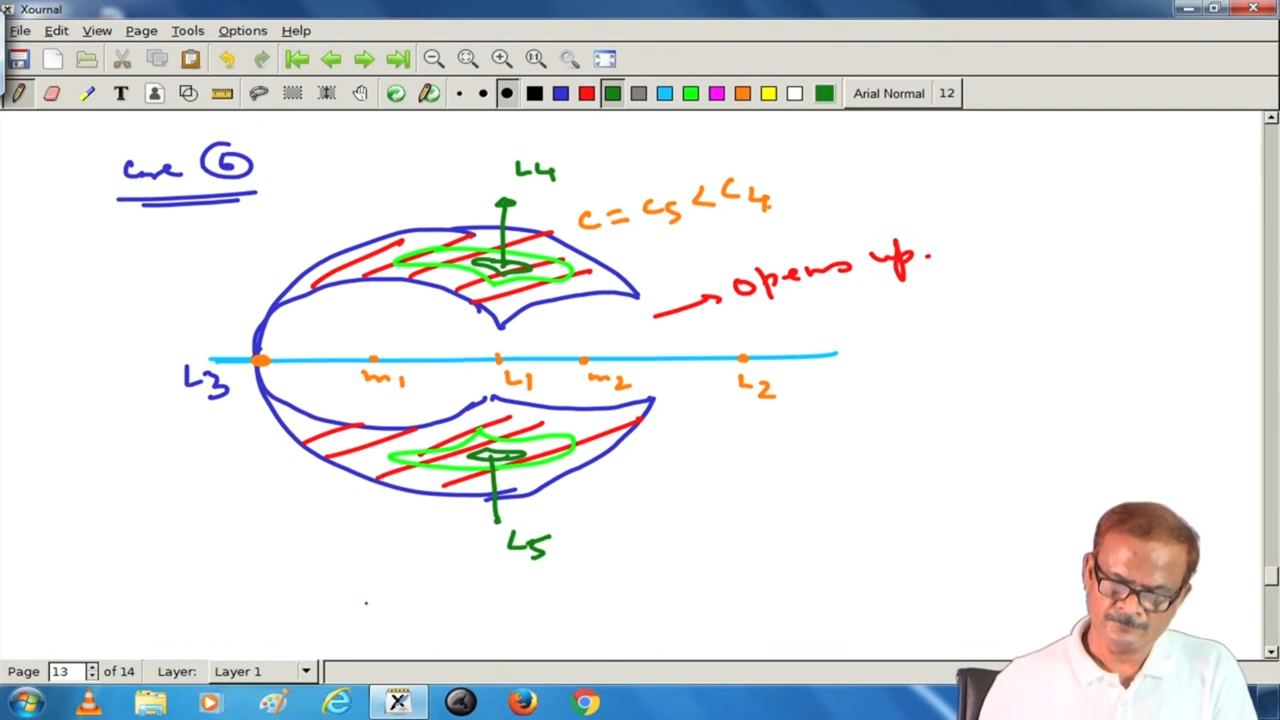 Xournal
File Edit View Page Tools Options Help
Arial Normal 12
Case 6
L4
C = C5 < C4
→ opens up.
L3 m1 L1 m2 L2
L5
Page 13 of 14 Layer: Layer 1